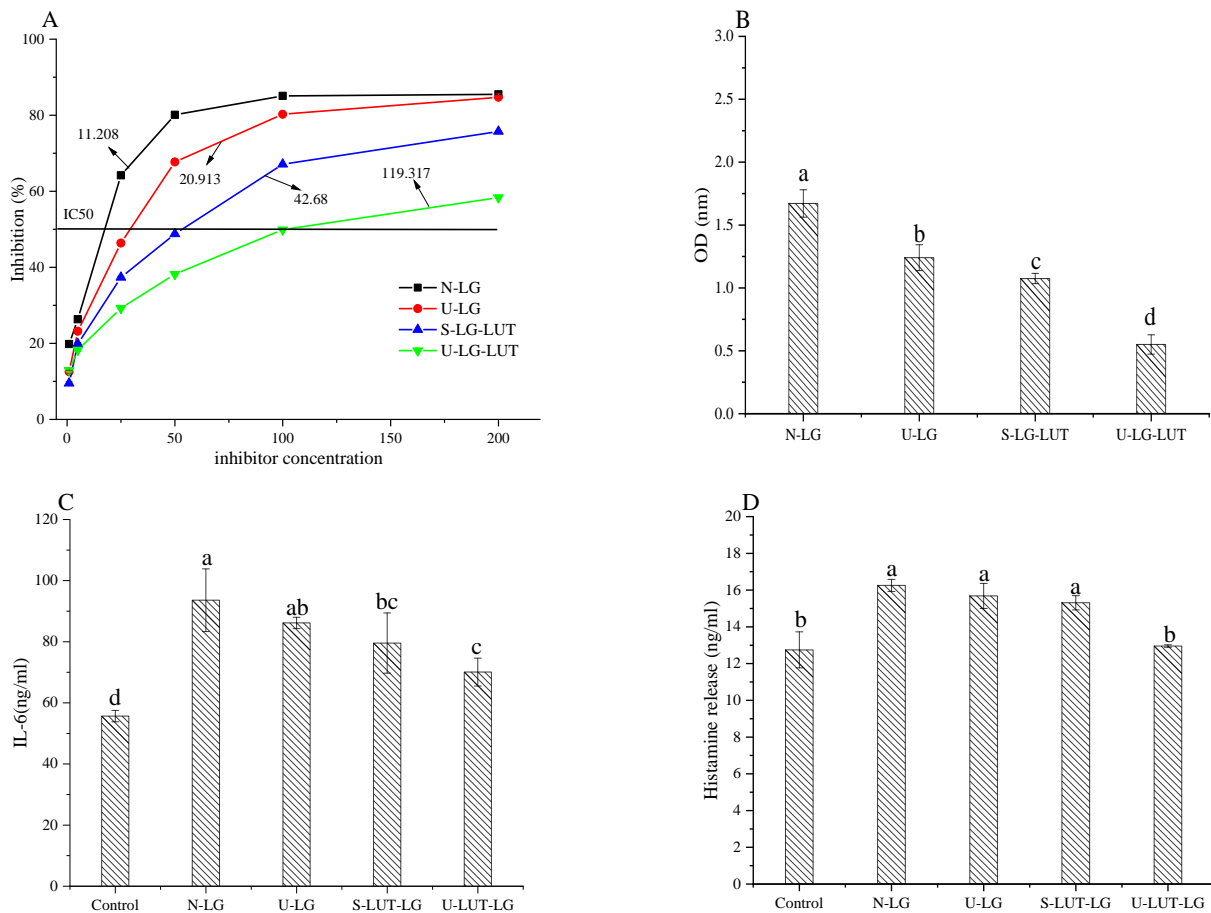 A
100
80
60
40
20
0
Inhibition (%)
11.208
20.913
42.68
119.317
IC50
N-LG
U-LG
S-LG-LUT
U-LG-LUT
0 50 100 150 200
inhibitor concentration
B
3.0
2.5
2.0
1.5
1.0
0.5
0.0
OD (nm)
a
b
c
d
N-LG U-LG S-LG-LUT U-LG-LUT
C
120
100
80
60
40
20
0
IL-6(ng/ml)
d
a
ab
bc
c
Control N-LG U-LG S-LUT-LG U-LUT-LG
D
20
18
16
14
12
10
8
6
4
2
0
Histamine release (ng/ml)
b
a
a
a
b
Control N-LG U-LG S-LUT-LG U-LUT-LG